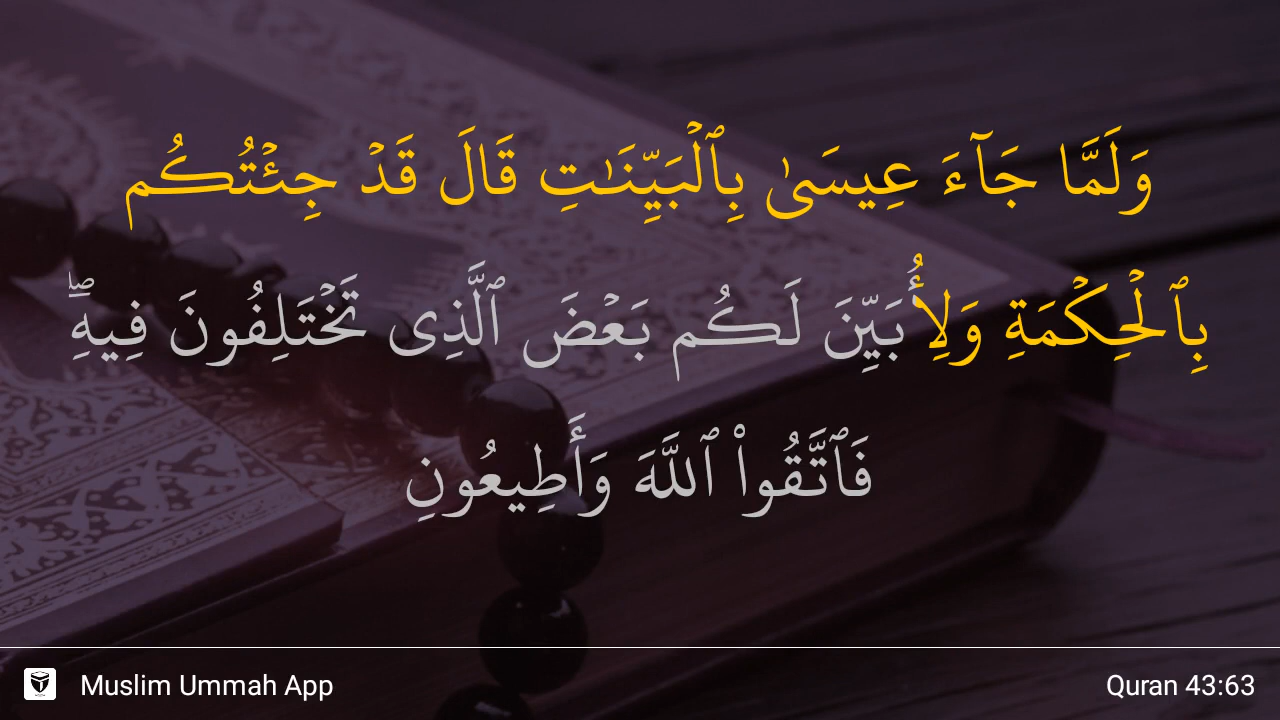 وَلَمَّا جَآءَ عِيسَىٰ بِٱلْبَيِّنَـٰتِ قَالَ قَدْ جِئْتُكُم
بِٱلْحِكْمَةِ وَلِأُبَيِّنَ لَكُم بَعْضَ ٱلَّذِى تَخْتَلِفُونَ فِيهِ ۖ
فَٱتَّقُوا۟ ٱللَّهَ وَأَطِيعُونِ
Muslim Ummah App
Quran 43:63